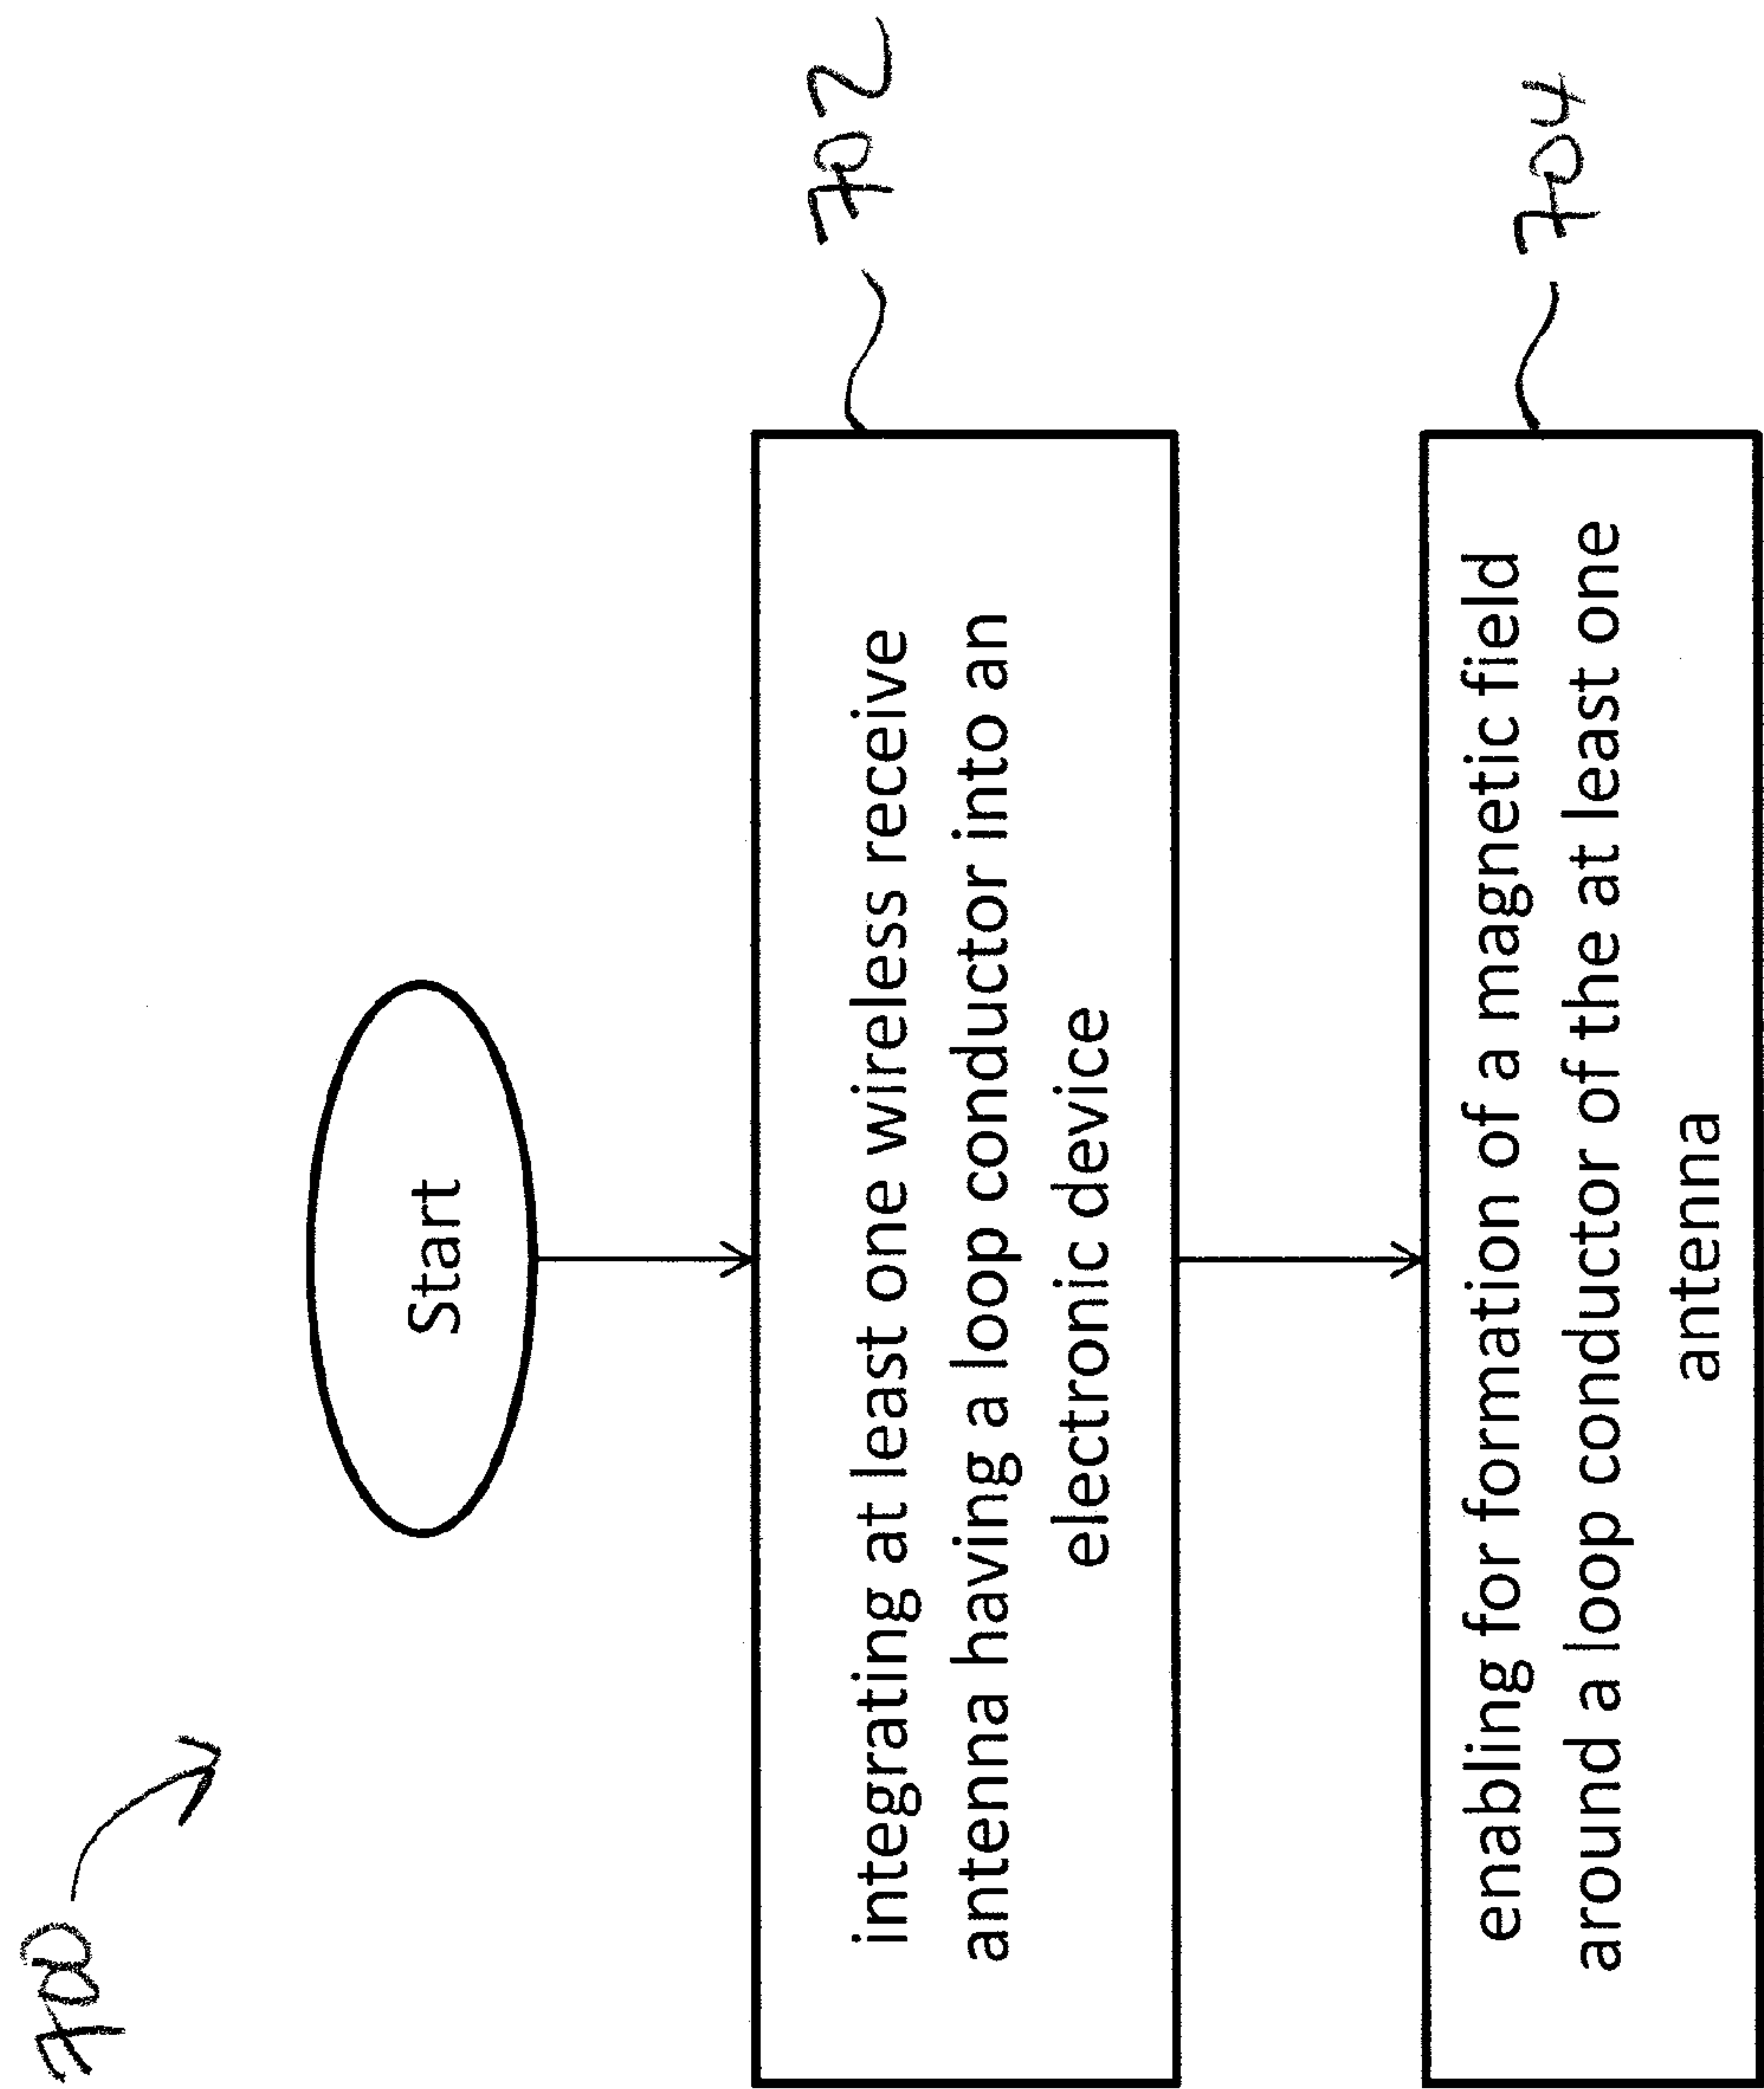 700
Start
integrating at least one wireless receive
antenna having a loop conductor into an
electronic device
702
enabling for formation of a magnetic field
around a loop conductor of the at least one
antenna
704